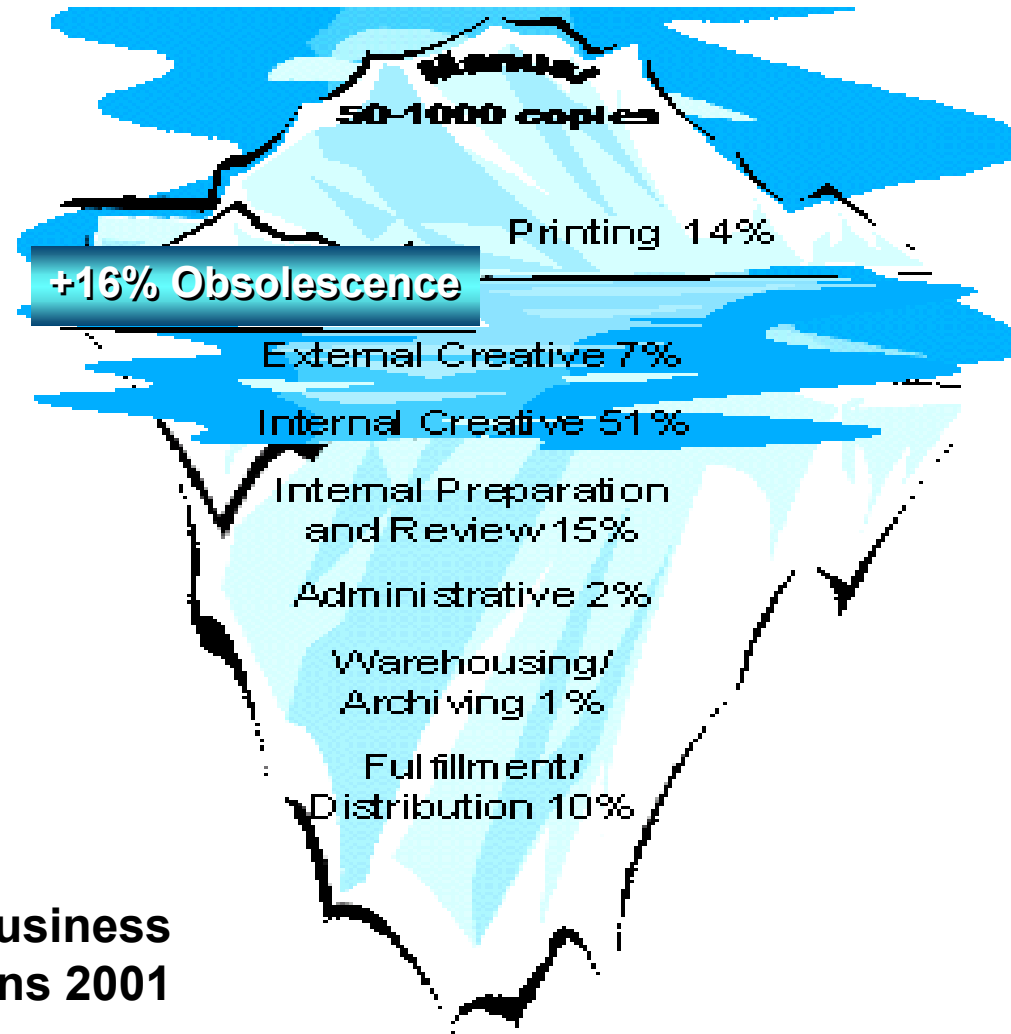 50-1000 copies
Printing 14%
+16% Obsolescence
External Creative 7%
Internal Creative 51%
Internal Preparation
and Review 15%
Administrative 2%
Warehousing/
Archiving 1%
Fulfillment/
Distribution 10%
usiness
ns 2001